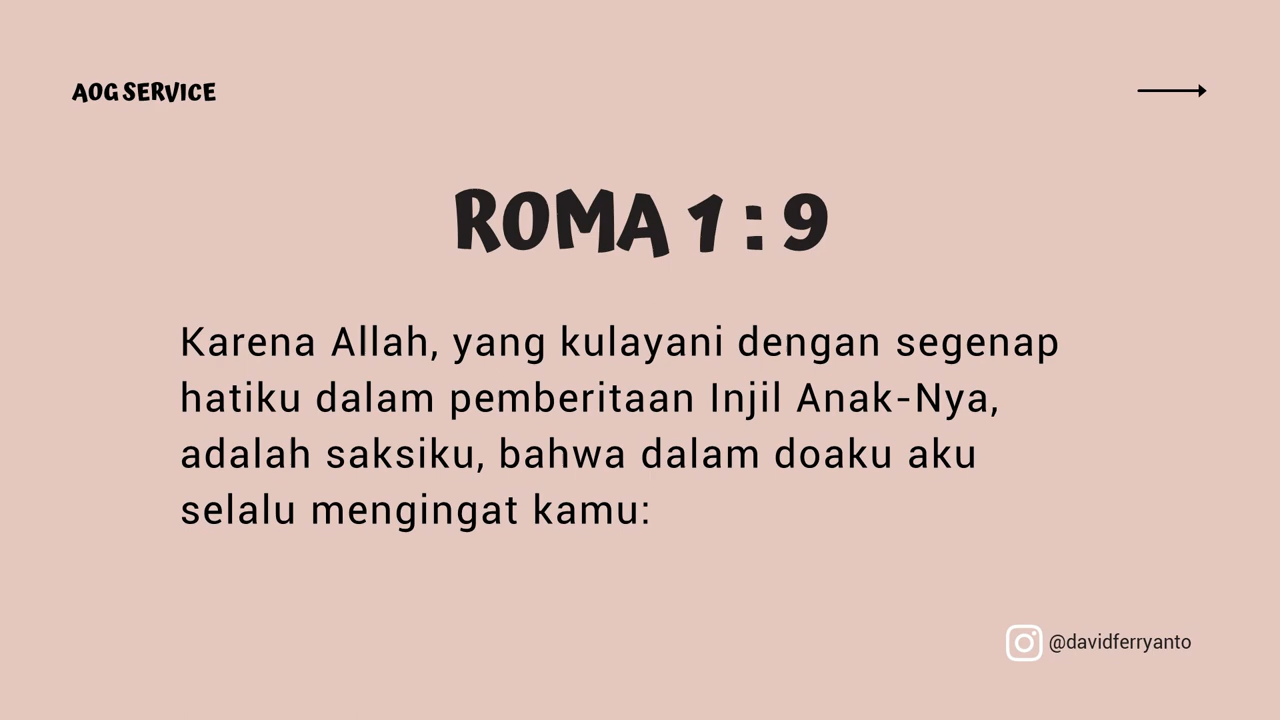 AOG SERVICE
ROMA 1 : 9
Karena Allah, yang kulayani dengan segenap
hatiku dalam pemberitaan Injil Anak-Nya,
adalah saksiku, bahwa dalam doaku aku
selalu mengingat kamu:
@davidferryanto